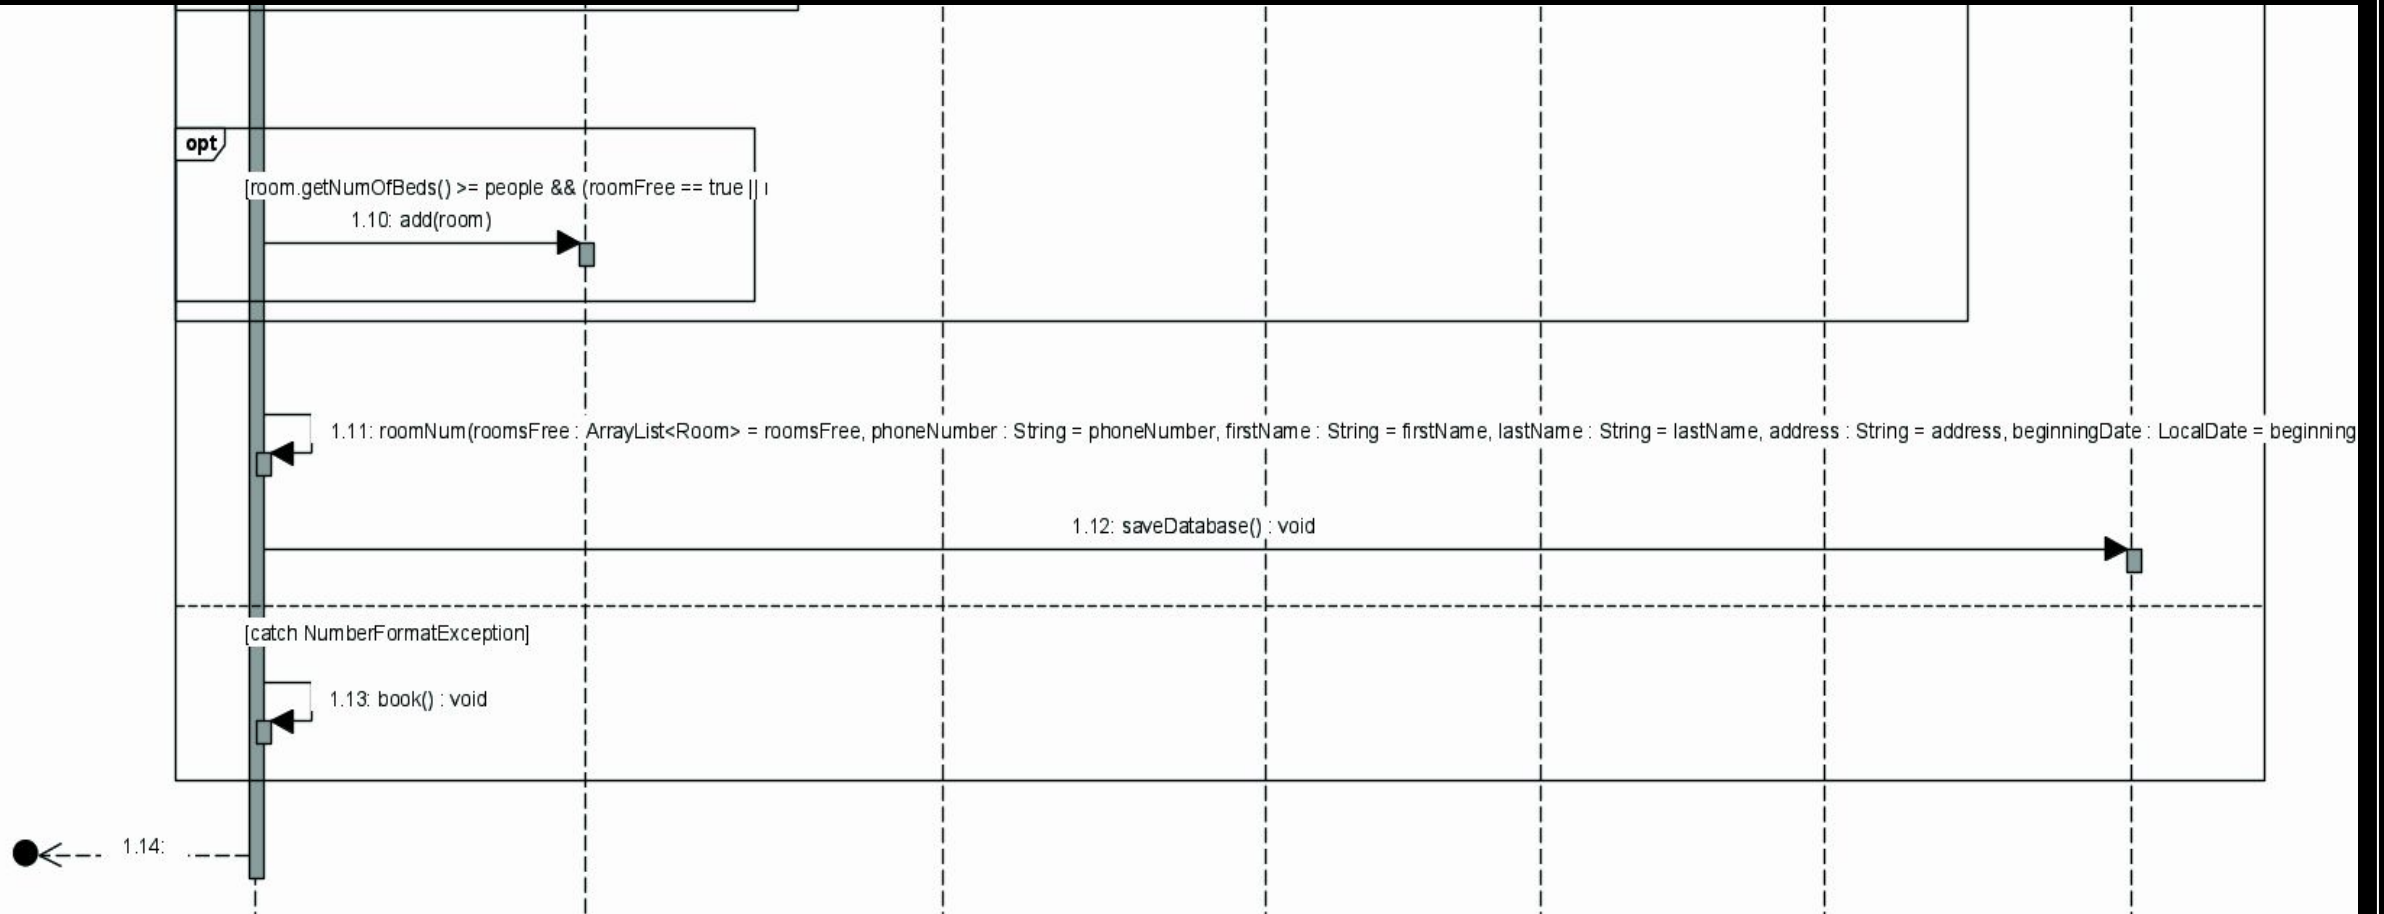 opt
[room.getNumOfBeds() >= people && (roomFree == true ||
1.10: add(room)
1.11: roomNum(roomsFree : ArrayList<Room> = roomsFree, phoneNumber : String = phoneNumber, firstName : String = firstName, lastName : String = lastName, address : String = address, beginningDate : LocalDate = beginning
1.12: saveDatabase() : void
[catch NumberFormatException]
1.13: book() : void
1.14: